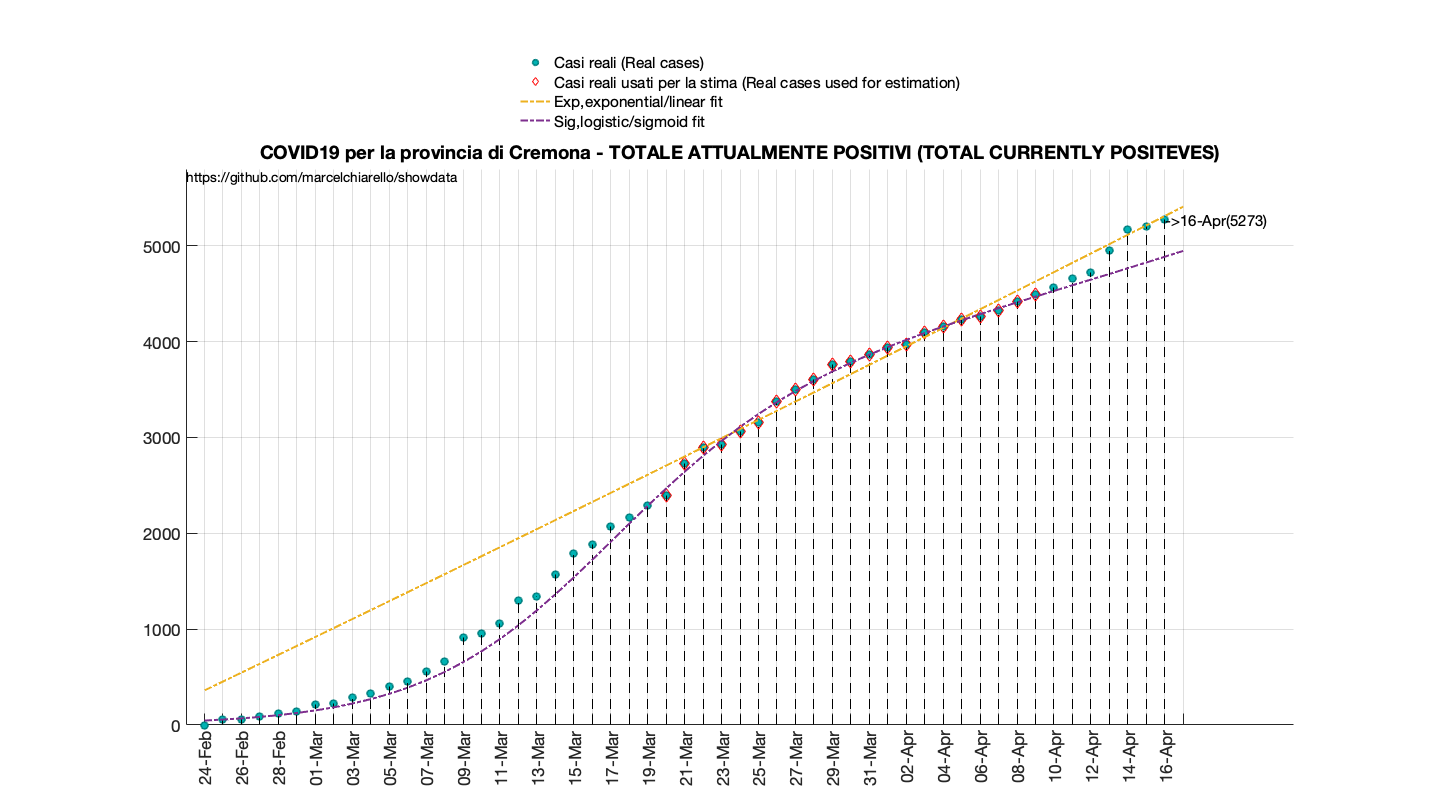 Casi reali (Real cases)
Casi reali usati per la stima (Real cases used for estimation)
Exp,exponential/linear fit
Sig,logistic/sigmoid fit
COVID19 per la provincia di Cremona - TOTALE ATTUALMENTE POSITIVI (TOTAL CURRENTLY POSITEVES)
https://github.com/marcelchiarello/showdata
->16-Apr(5273)
5000
4000
3000
2000
1000
0
24-Feb
26-Feb
28-Feb
01-Mar
03-Mar
05-Mar
07-Mar
09-Mar
11-Mar
13-Mar
15-Mar
17-Mar
19-Mar
21-Mar
23-Mar
25-Mar
27-Mar
29-Mar
31-Mar
02-Apr
04-Apr
06-Apr
08-Apr
10-Apr
12-Apr
14-Apr
16-Apr